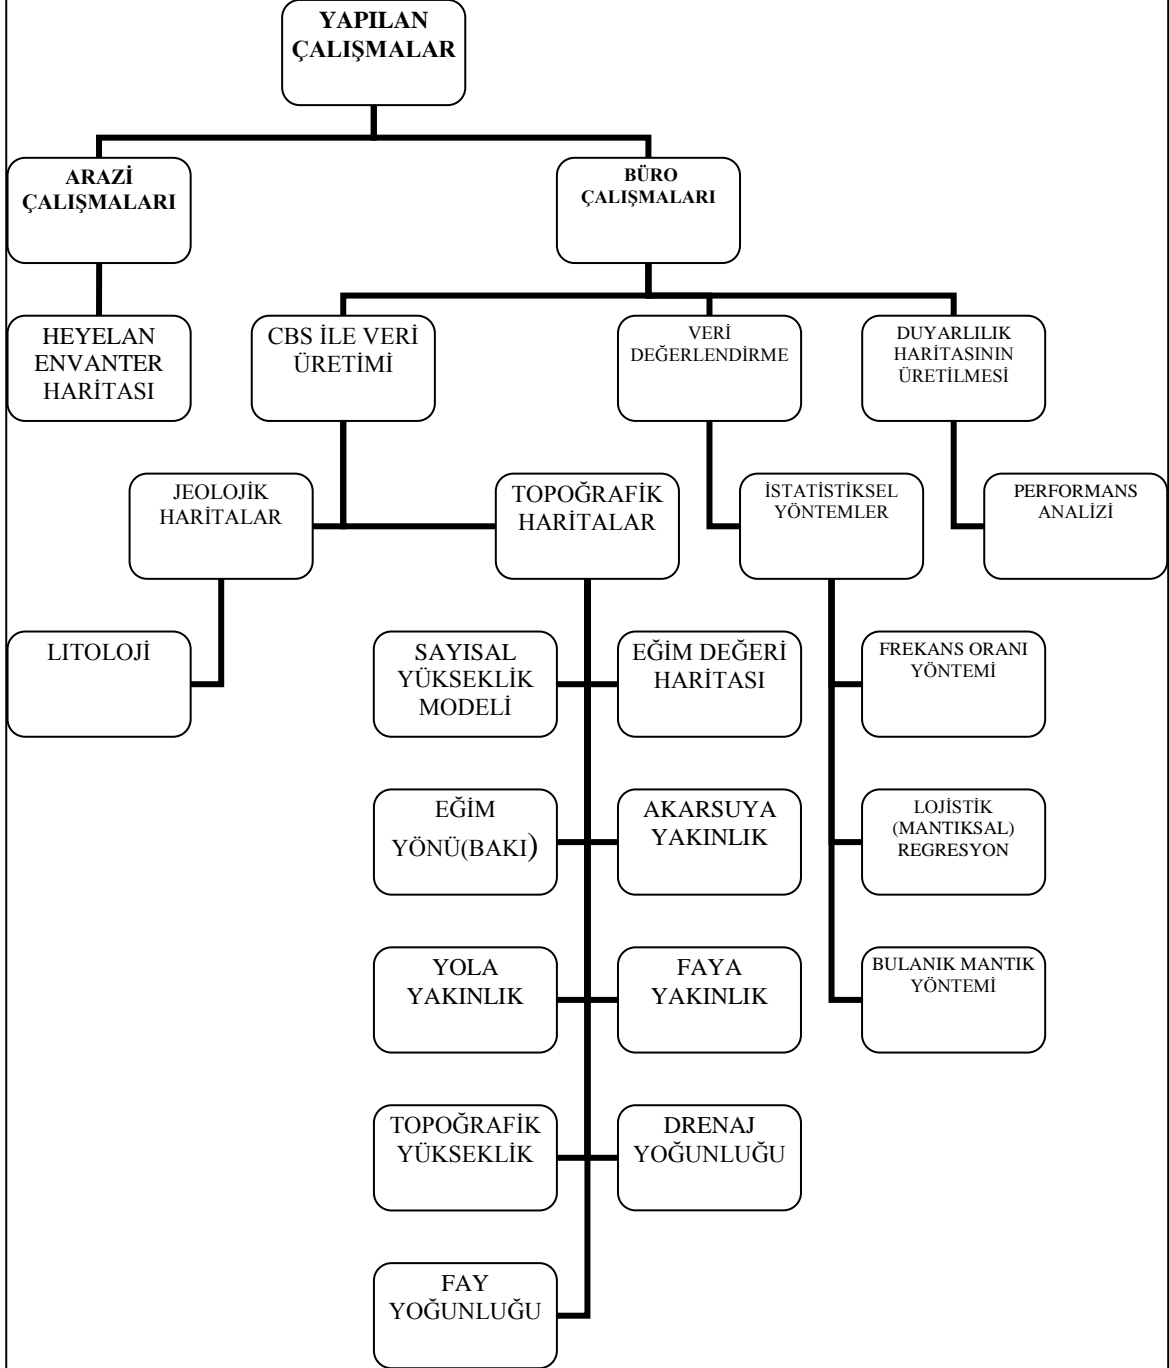 YAPILAN
ÇALIŞMALAR
ARAZİ
ÇALIŞMALARI
BÜRO
ÇALIŞMALARI
HEYELAN
ENVANTER
HARİTASI
CBS İLE VERİ
ÜRETİMİ
VERİ
DEĞERLENDİRME
DUYARLILIK
HARİTASININ
ÜRETİLMESİ
JEOLOJİK
HARİTALAR
TOPOĞRAFİK
HARİTALAR
İSTATİSTİKSEL
YÖNTEMLER
PERFORMANS
ANALİZİ
LITOLOJİ
SAYISAL
YÜKSEKLİK
MODELİ
EĞİM DEĞERİ
HARİTASI
FREKANS ORANI
YÖNTEMİ
EĞİM
YÖNÜ(BAKI)
AKARSUYA
YAKINLIK
LOJİSTİK
(MANTIKSAL)
REGRESYON
YOLA
YAKINLIK
FAYA
YAKINLIK
BULANIK MANTIK
YÖNTEMİ
TOPOĞRAFİK
YÜKSEKLİK
DRENAJ
YOĞUNLUĞU
FAY
YOĞUNLUĞU